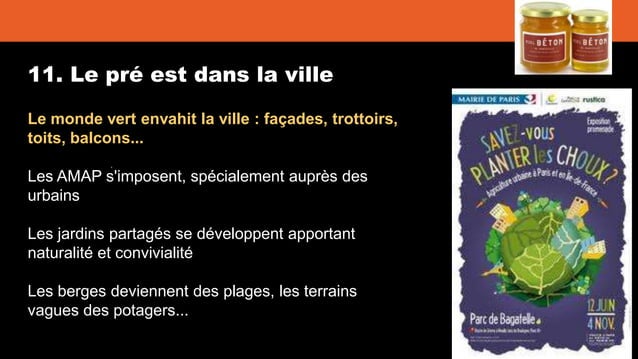 MIEL BÉTON
MIEL BÉTON
11. Le pré est dans la ville
Le monde vert envahit la ville : façades, trottoirs,
toits, balcons...
Les AMAP s'imposent, spécialement auprès des
urbains
Les jardins partagés se développent apportant
naturalité et convivialité
Les berges deviennent des plages, les terrains
vagues des potagers...
MAIRIE DE PARIS
rustica
Exposition
promenade
SAVEZ-VOUS
PLANTER les CHOUX ?
Agriculture urbaine à Paris et en Île-de-France
12 JUIN
4 NOV.
Parc de Bagatelle